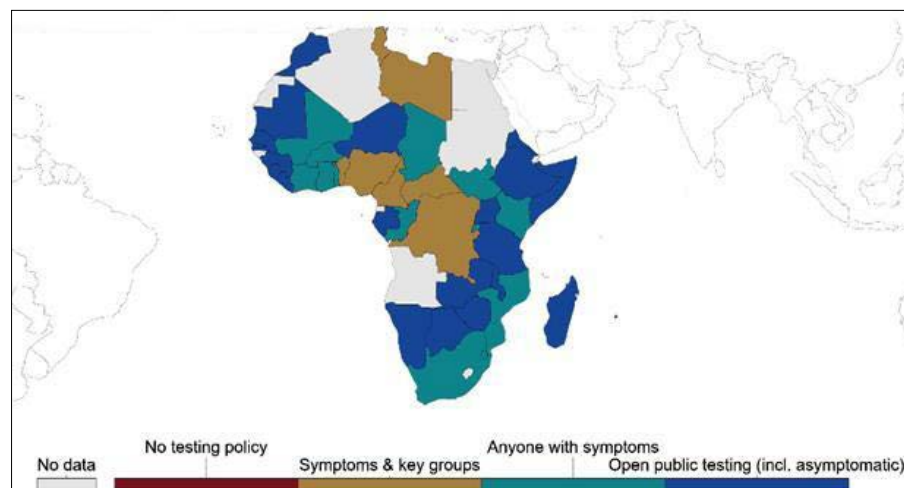 No testing policy
Anyone with symptoms
No data
Symptoms & key groups
Open public testing (incl. asymptomatic)